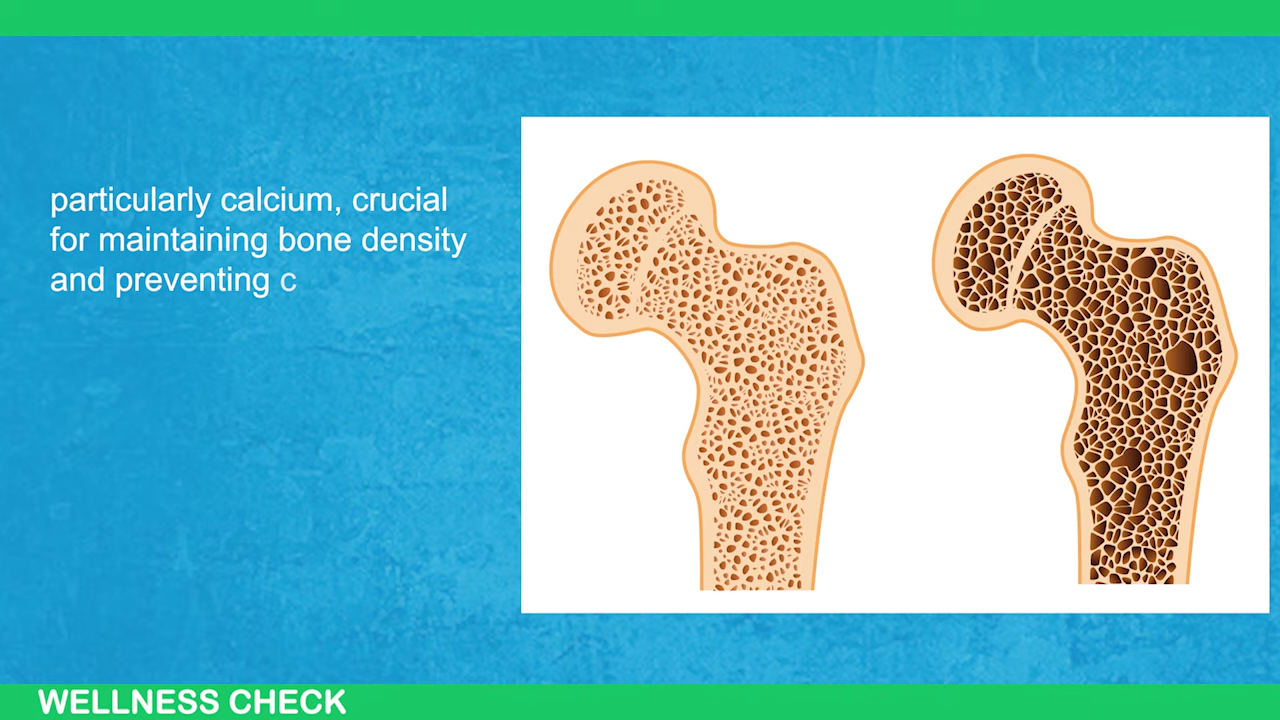 particularly calcium, crucial
for maintaining bone density
and preventing c
WELLNESS CHECK